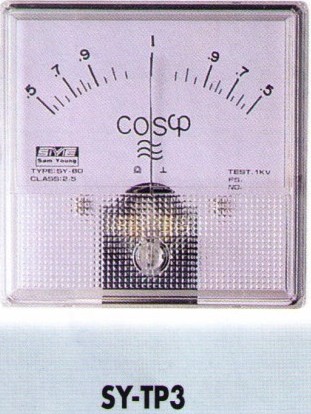 .5 .7 .9 1 .9 .7 .5
cosφ
SYE
Sam Young
TYPE:SY-80
CLASS:2.5
TEST.1KV
PS.
NO.
SY-TP3